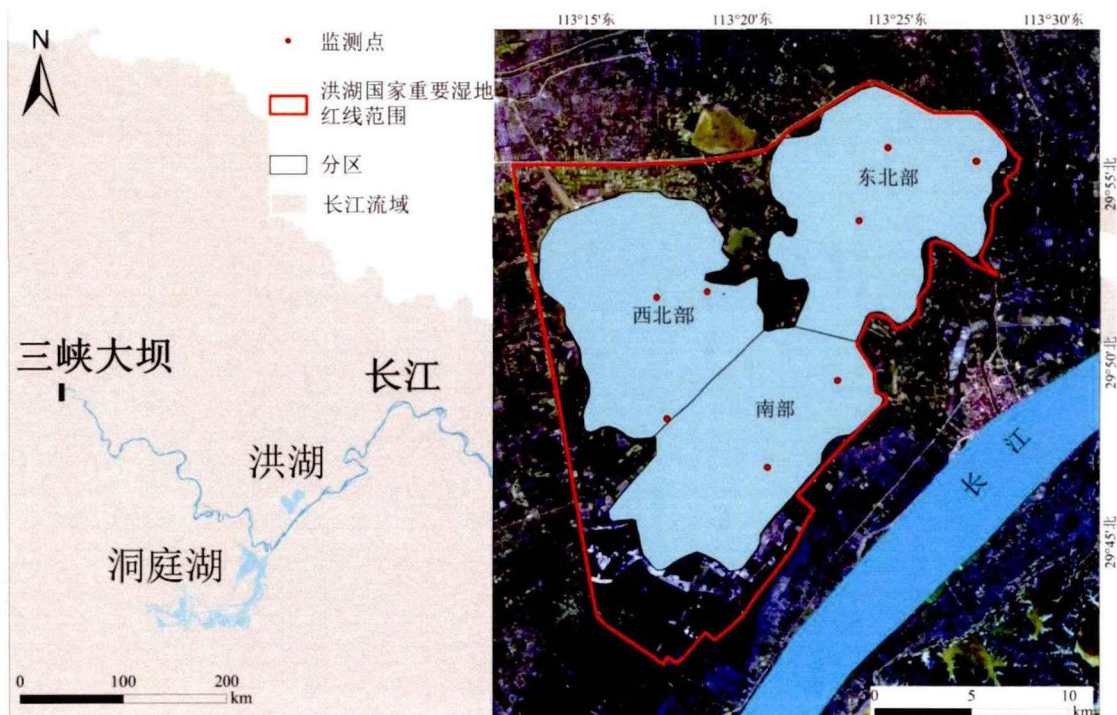 N
监测点
洪湖国家重要湿地
红线范围
分区
长江流域
三峡大坝
长江
洪湖
洞庭湖
0 100 200
km
113°15'东 113°20'东 113°25'东 113°30'东
29°55'北
29°50'北
29°45'北
东北部
西北部
南部
长江
0 5 10
km